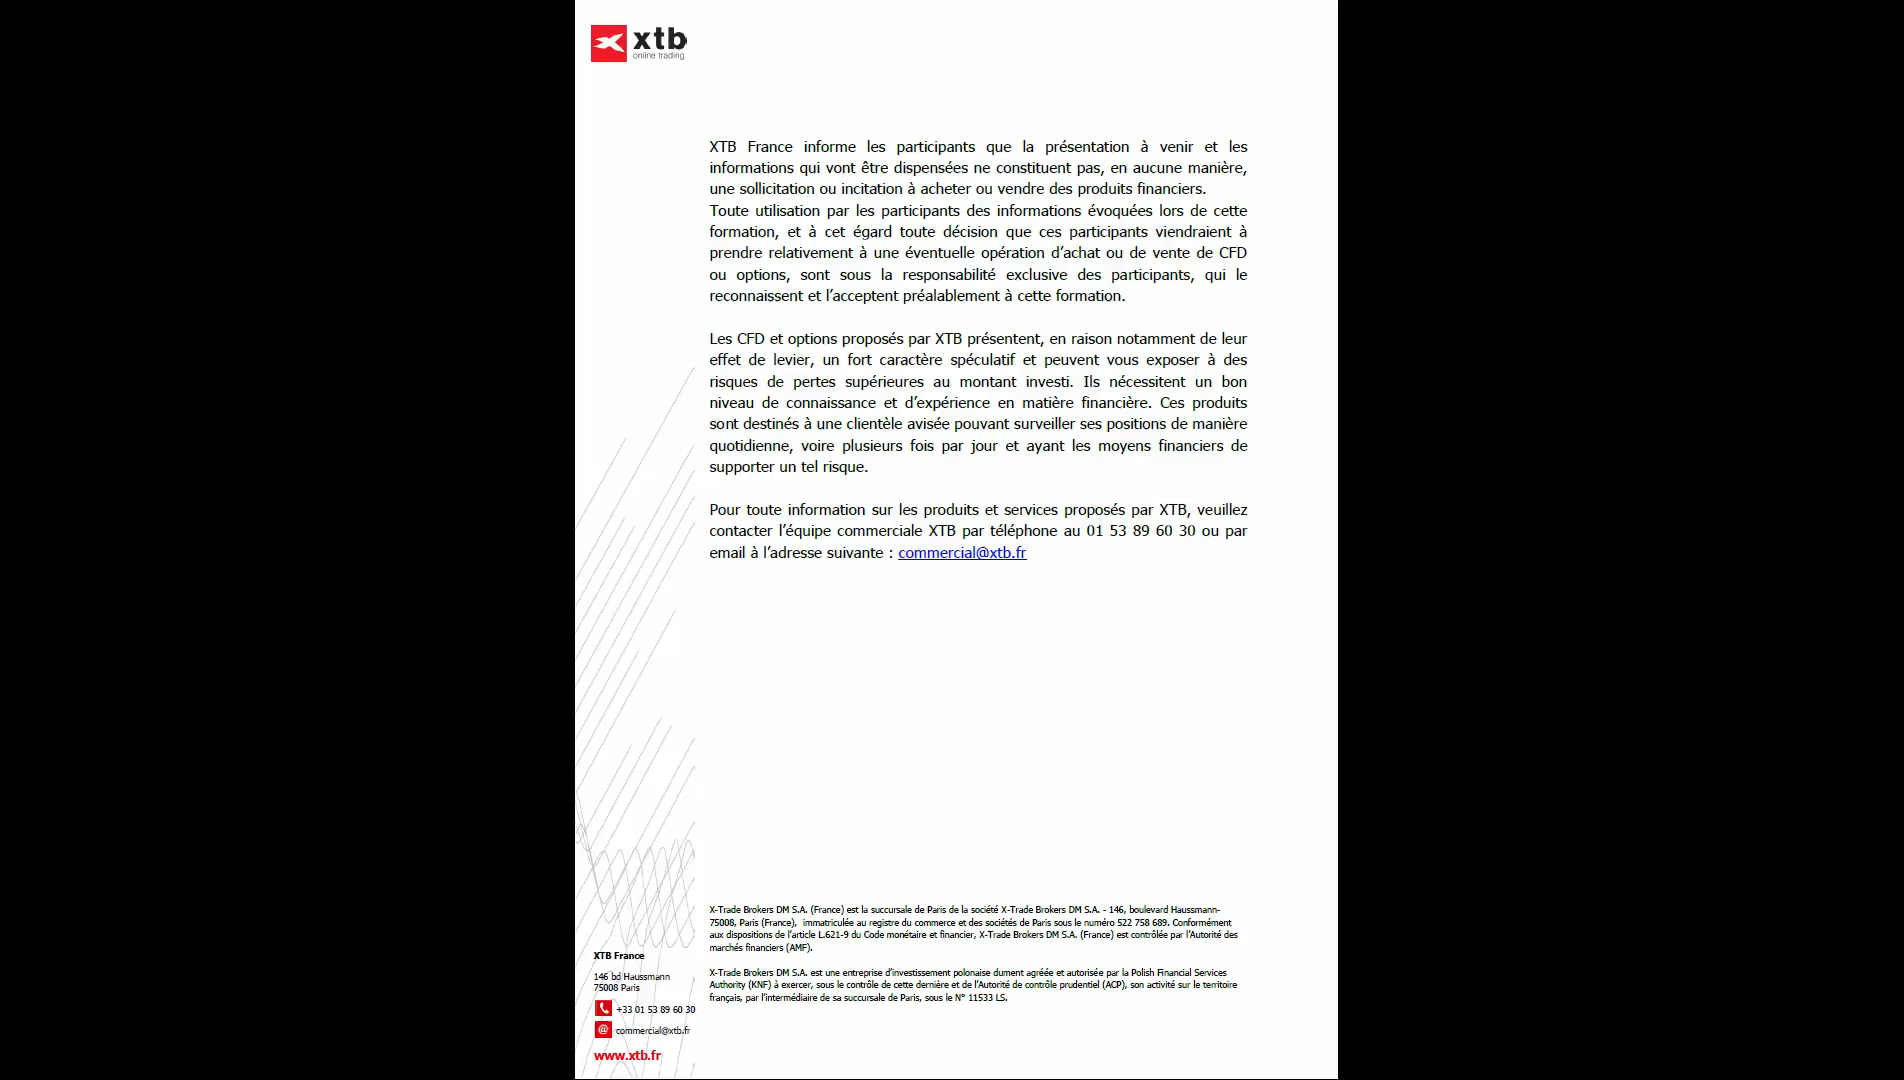 xtb
online trading
XTB France informe les participants que la présentation à venir et les
informations qui vont être dispensées ne constituent pas, en aucune manière,
une sollicitation ou incitation à acheter ou vendre des produits financiers.
Toute utilisation par les participants des informations évoquées lors de cette
formation, et à cet égard toute décision que ces participants viendraient à
prendre relativement à une éventuelle opération d’achat ou de vente de CFD
ou options, sont sous la responsabilité exclusive des participants, qui le
reconnaissent et l’acceptent préalablement à cette formation.
Les CFD et options proposés par XTB présentent, en raison notamment de leur
effet de levier, un fort caractère spéculatif et peuvent vous exposer à des
risques de pertes supérieures au montant investi. Ils nécessitent un bon
niveau de connaissance et d’expérience en matière financière. Ces produits
sont destinés à une clientèle avisée pouvant surveiller ses positions de manière
quotidienne, voire plusieurs fois par jour et ayant les moyens financiers de
supporter un tel risque.
Pour toute information sur les produits et services proposés par XTB, veuillez
contacter l’équipe commerciale XTB par téléphone au 01 53 89 60 30 ou par
email à l’adresse suivante : commercial@xtb.fr
X-Trade Brokers DM S.A. (France) est la succursale de Paris de la société X-Trade Brokers DM S.A. - 146, boulevard Haussmann-
75008, Paris (France), immatriculée au registre du commerce et des sociétés de Paris sous le numéro 522 758 689. Conformément
aux dispositions de l’article L.621-9 du Code monétaire et financier, X-Trade Brokers DM S.A. (France) est contrôlée par l’Autorité des
marchés financiers (AMF).
X-Trade Brokers DM S.A. est une entreprise d’investissement polonaise dument agréée et autorisée par la Polish Financial Services
Authority (KNF) à exercer, sous le contrôle de cette dernière et de l’Autorité de contrôle prudentiel (ACP), son activité sur le territoire
français, par l’intermédiaire de sa succursale de Paris, sous le N° 11533 LS.
XTB France
146 bd Haussmann
75008 Paris
+33 01 53 89 60 30
@ commercial@xtb.fr
www.xtb.fr